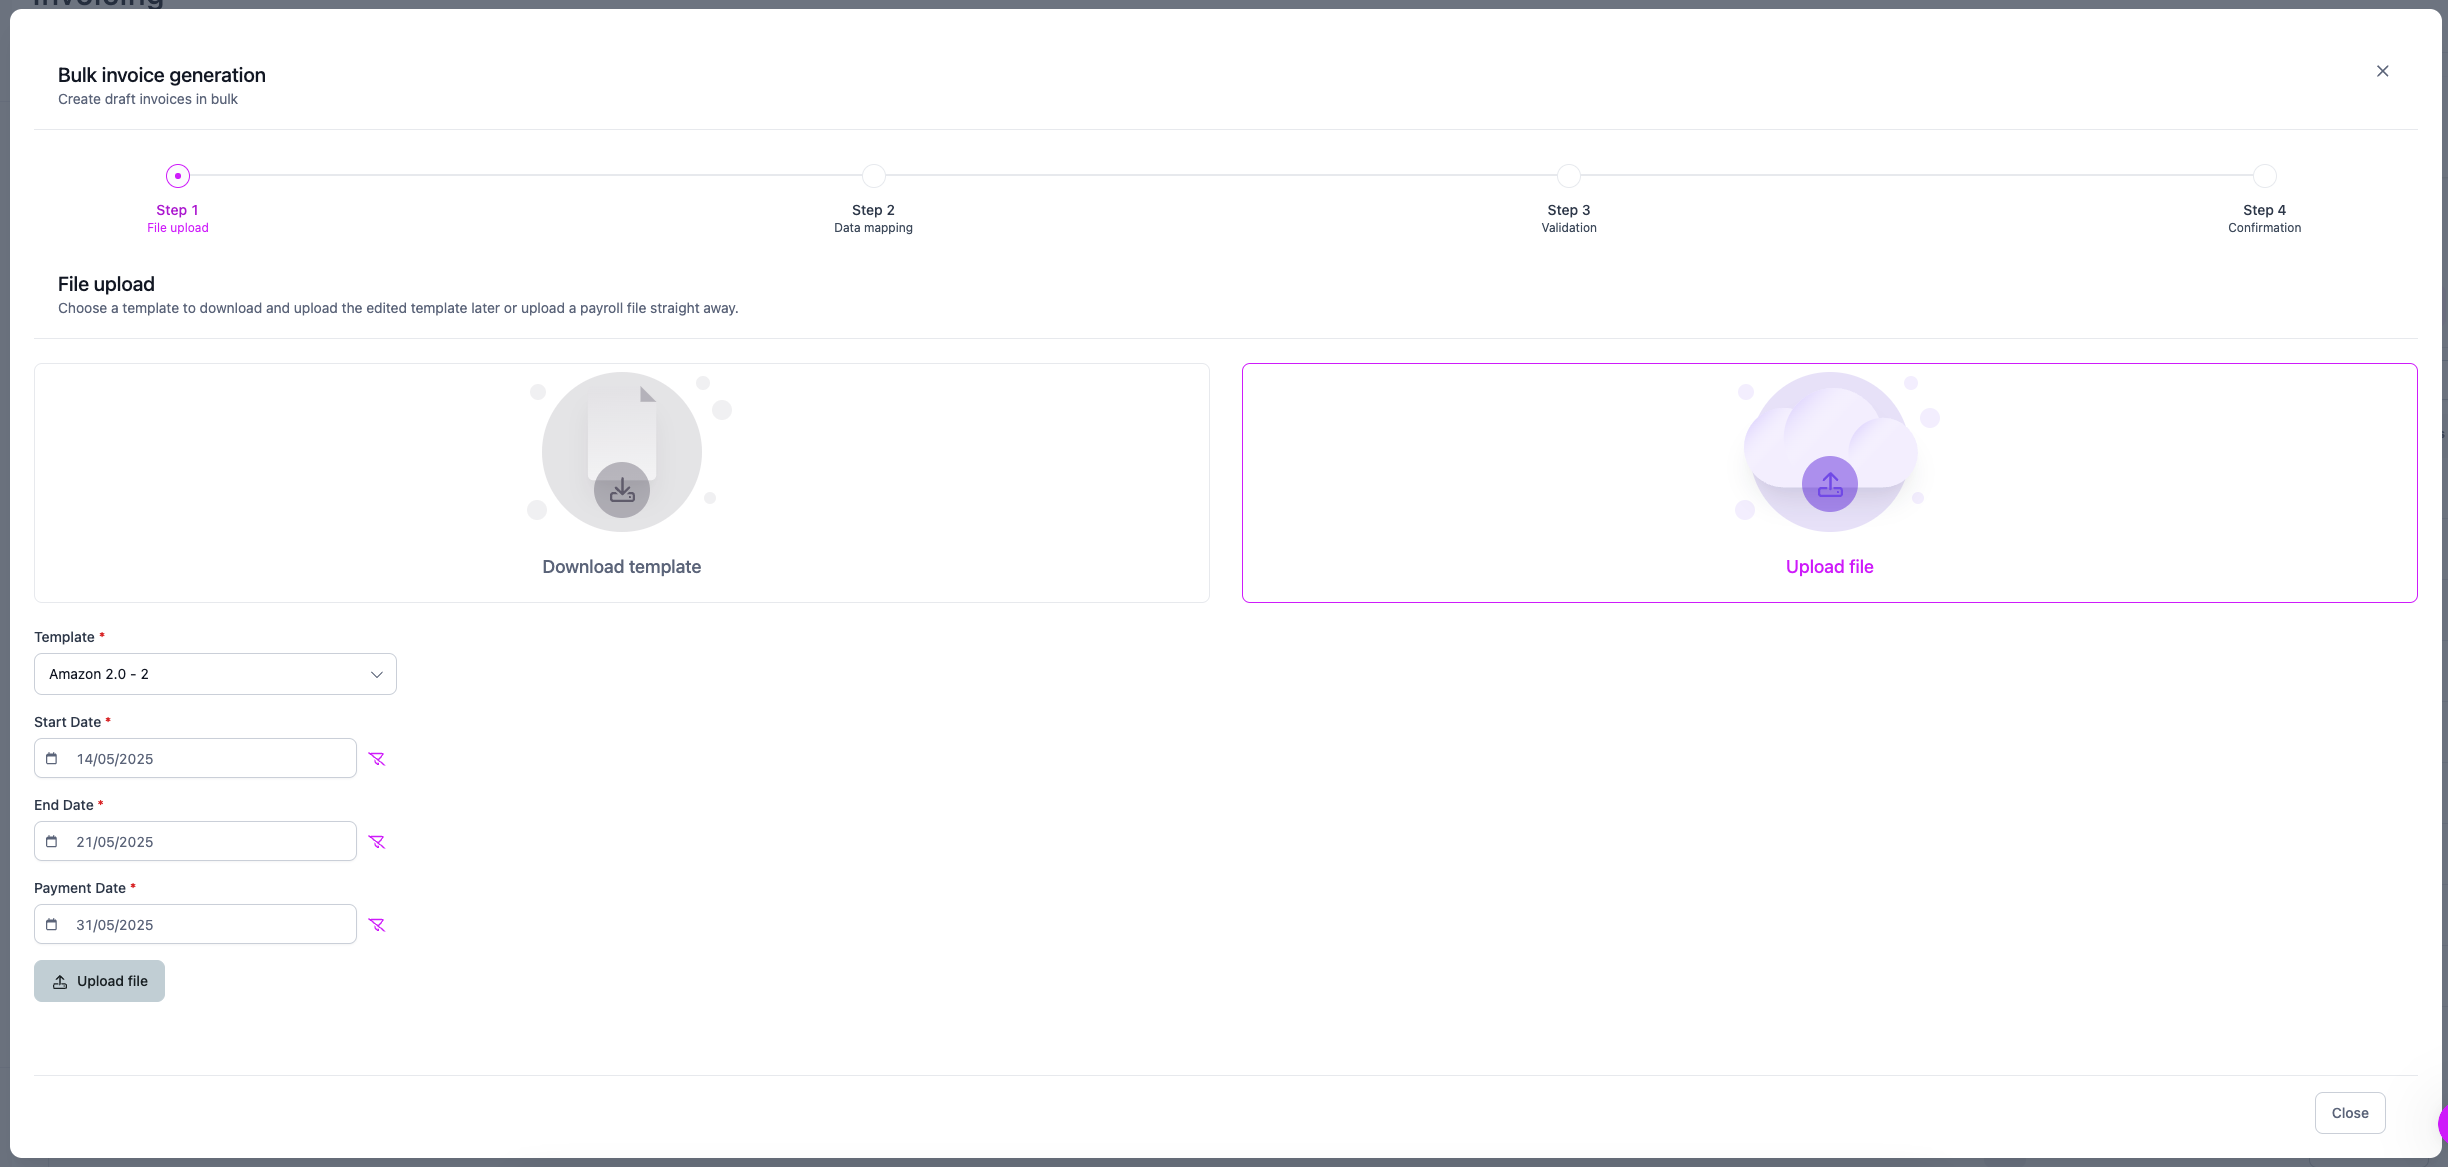 Invoicing
Bulk invoice generation
Create draft invoices in bulk
Step 1
File upload
Step 2
Data mapping
Step 3
Validation
Step 4
Confirmation
File upload
Choose a template to download and upload the edited template later or upload a payroll file straight away.
Download template
Upload file
Template *
Amazon 2.0 - 2
Start Date *
14/05/2025
End Date *
21/05/2025
Payment Date *
31/05/2025
Upload file
Close